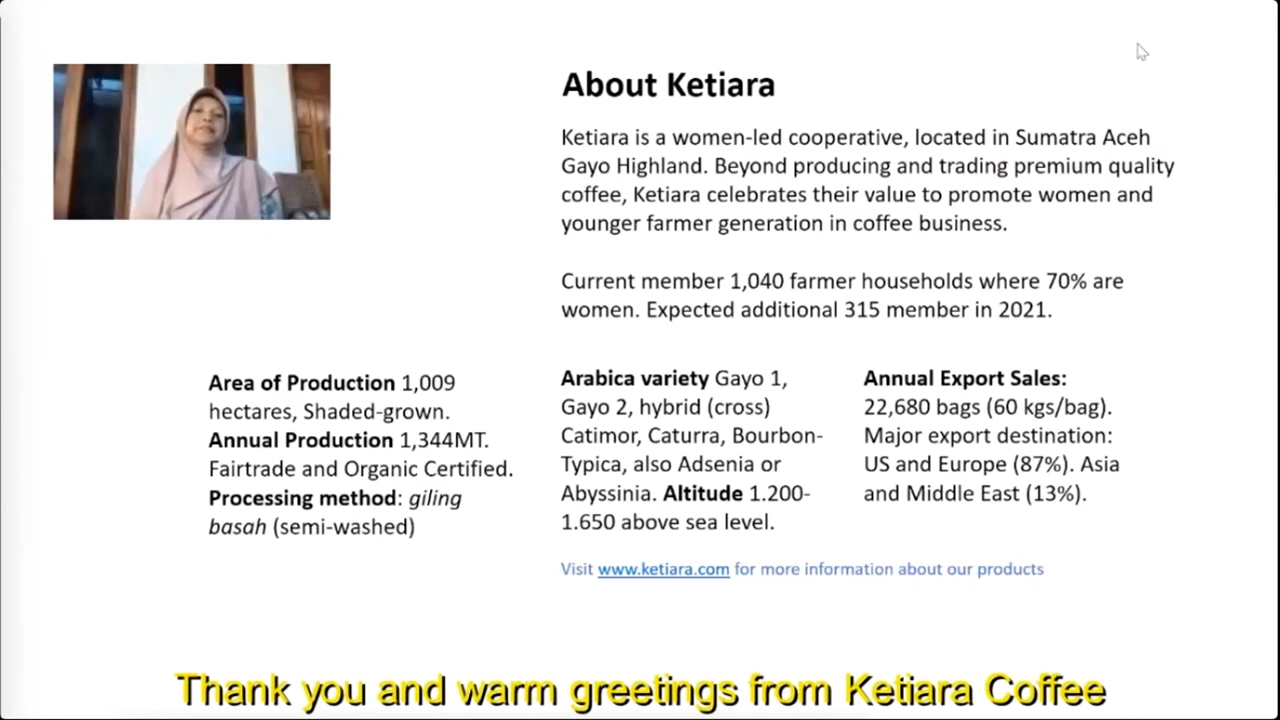 About Ketiara
Ketiara is a women-led cooperative, located in Sumatra Aceh
Gayo Highland. Beyond producing and trading premium quality
coffee, Ketiara celebrates their value to promote women and
younger farmer generation in coffee business.
Current member 1,040 farmer households where 70% are
women. Expected additional 315 member in 2021.
Area of Production 1,009
hectares, Shaded-grown.
Annual Production 1,344MT.
Fairtrade and Organic Certified.
Processing method: giling
basah (semi-washed)
Arabica variety Gayo 1,
Gayo 2, hybrid (cross)
Catimor, Caturra, Bourbon-
Typica, also Adsenia or
Abyssinia. Altitude 1.200-
1.650 above sea level.
Annual Export Sales:
22,680 bags (60 kgs/bag).
Major export destination:
US and Europe (87%). Asia
and Middle East (13%).
Visit www.ketiara.com for more information about our products
Thank you and warm greetings from Ketiara Coffee